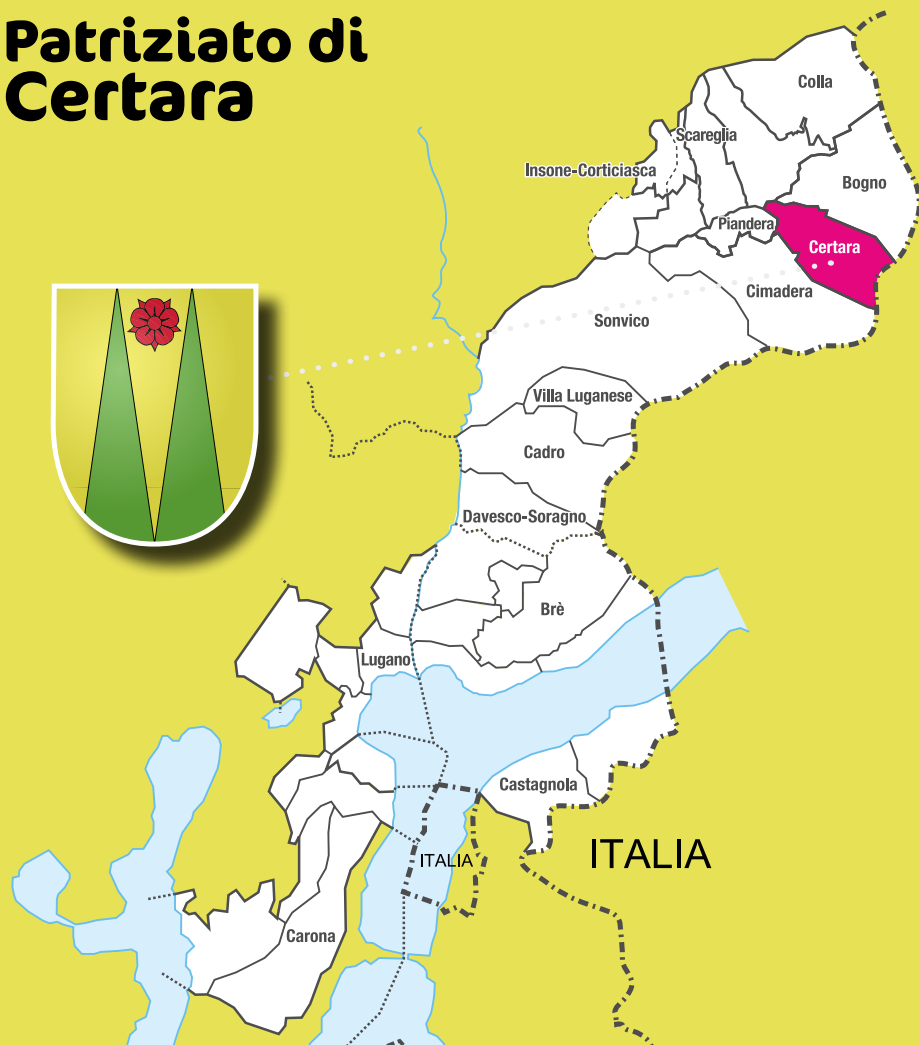 Patriziato di
Certara
Colla
Scareglia
Insone-Corticiasca
Bogno
Piandera
Certara
Cimadera
Sonvico
Villa Luganese
Cadro
Davesco-Soragno
Brè
Lugano
Castagnola
ITALIA
ITALIA
Carona